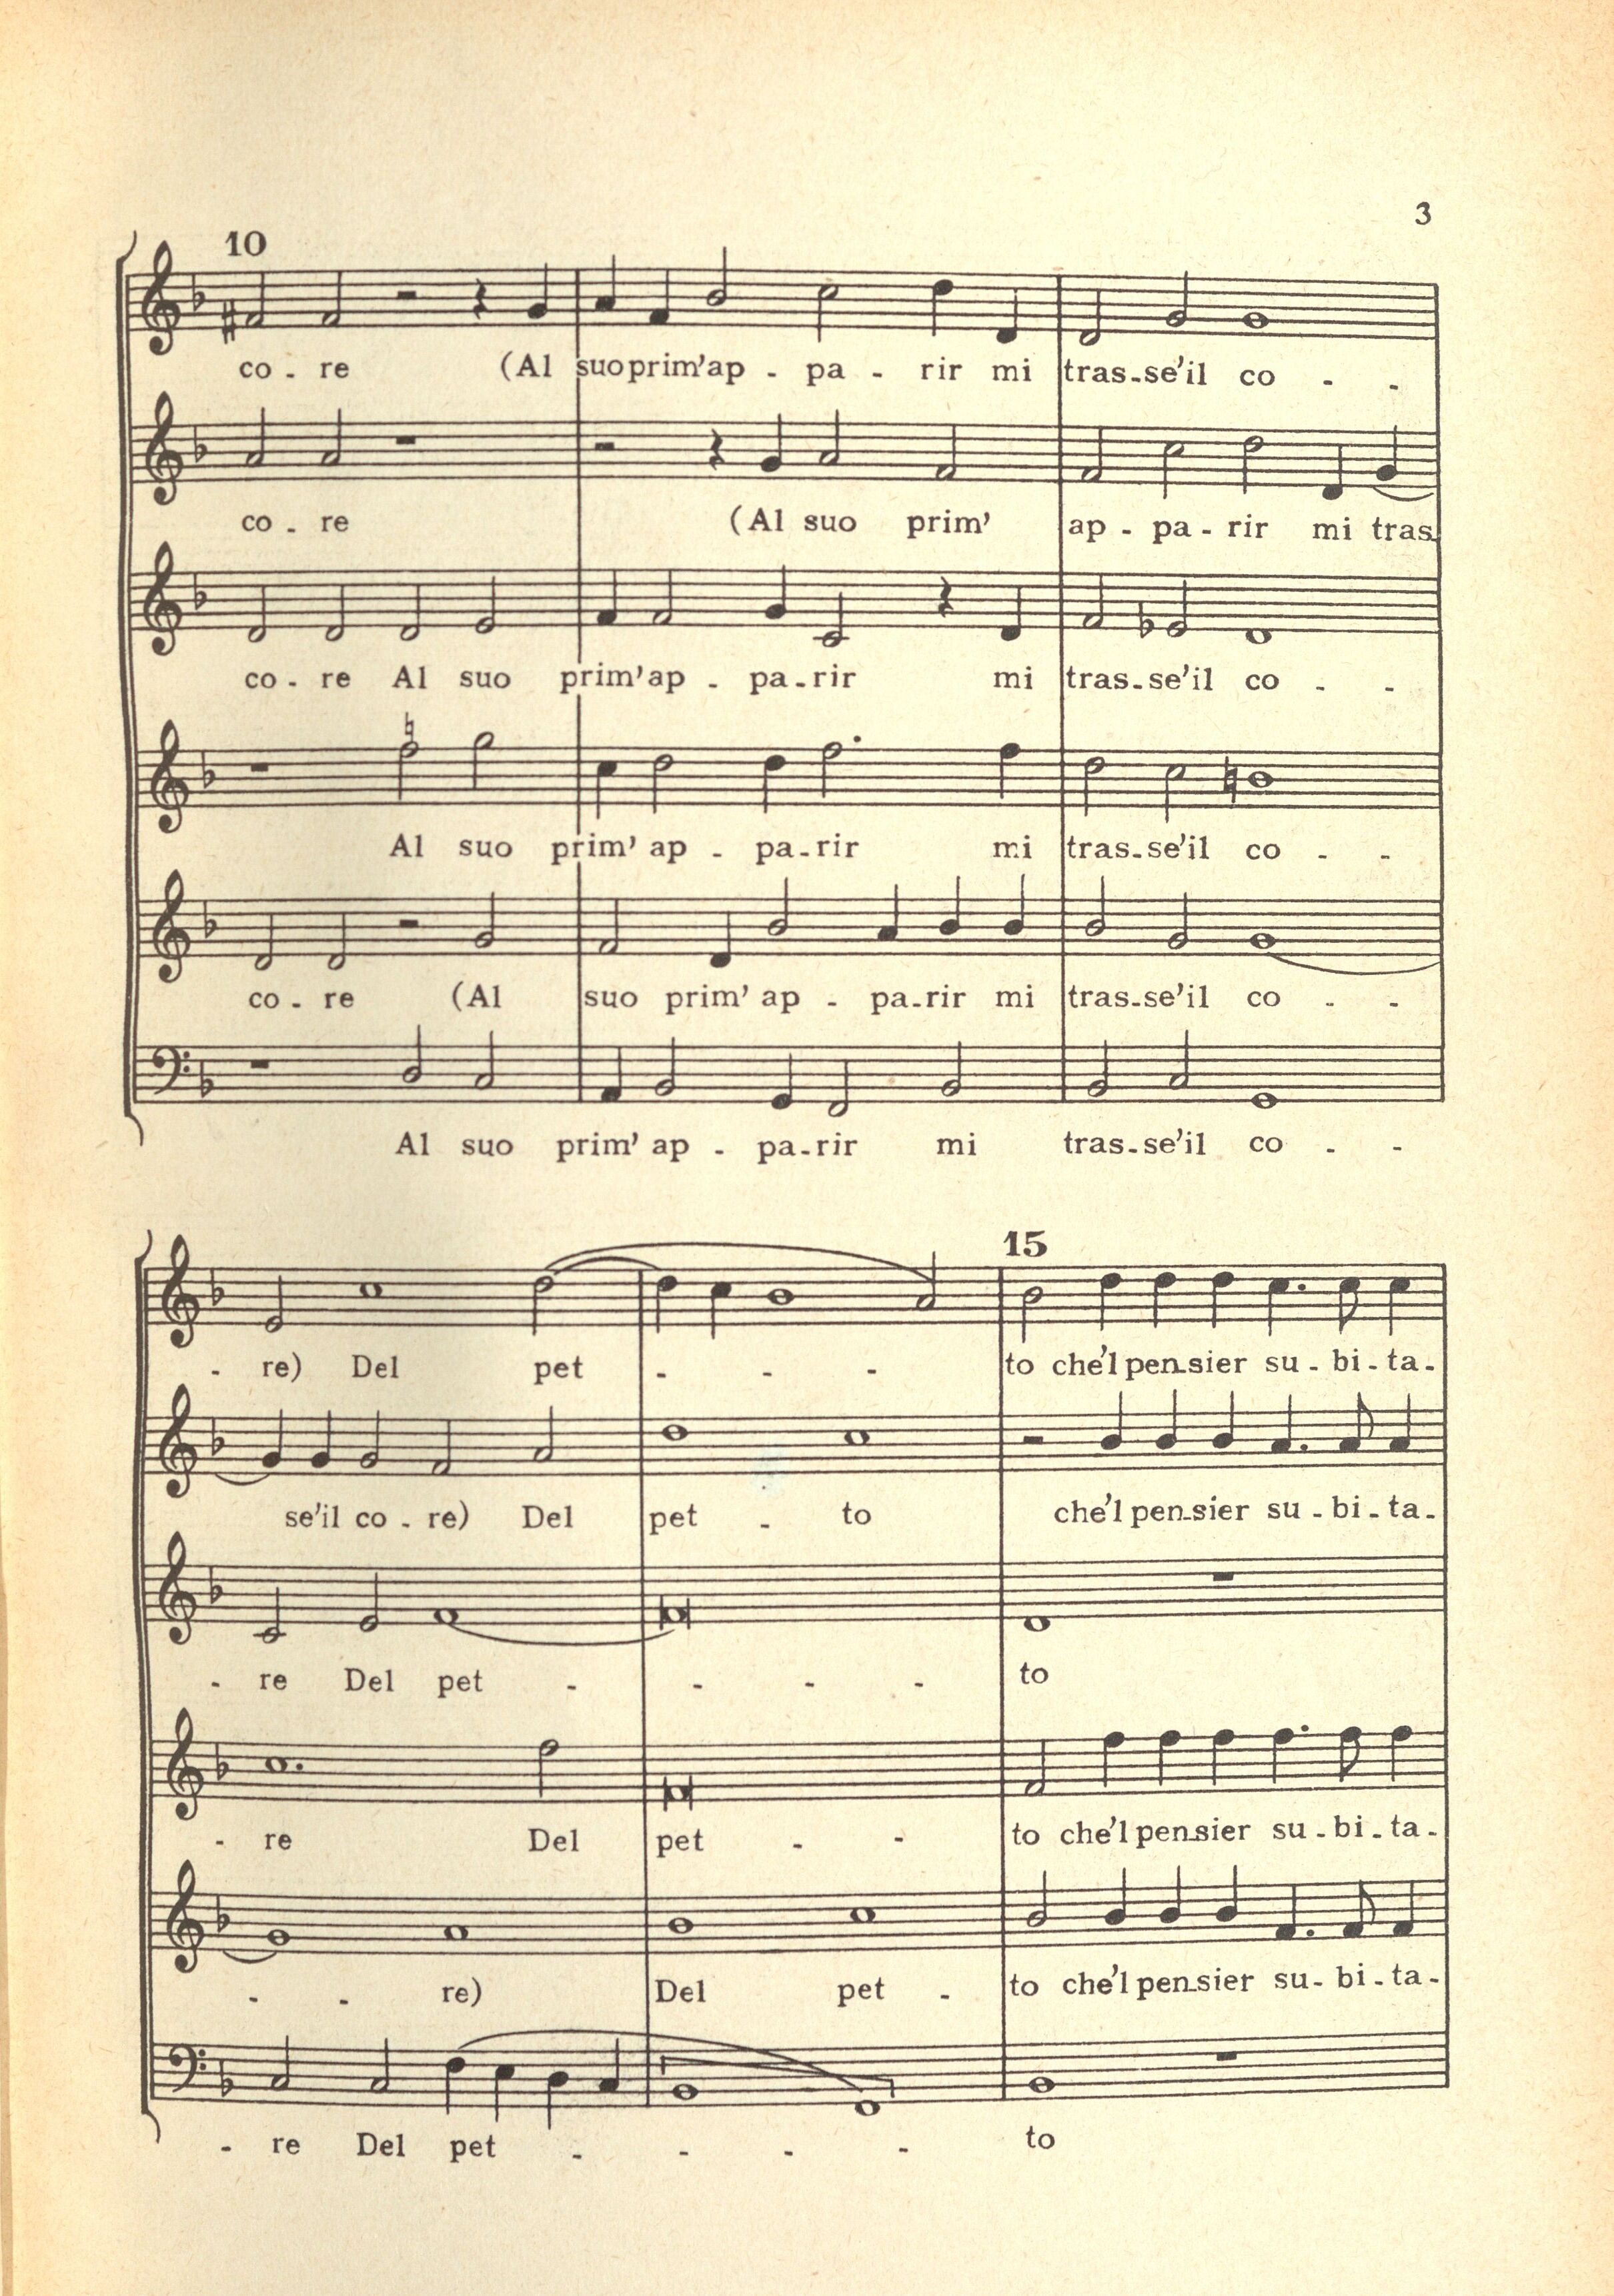 3
10
co - re (Al suo prim' ap - pa - rir mi tras - se'il co - -
co - re (Al suo prim' ap - pa - rir mi tras
co - re Al suo prim' ap - pa - rir mi tras - se'il co - -
Al suo prim' ap - pa - rir mi tras - se'il co - -
co - re (Al suo prim' ap - pa - rir mi tras - se'il co - -
Al suo prim' ap - pa - rir mi tras - se'il co - -
15
- re) Del pet - - - to che'l pen - sier su - bi - ta -
se'il co - re) Del pet - to che'l pen - sier su - bi - ta -
- re Del pet - - - - to
- re Del pet - - to che'l pen - sier su - bi - ta -
- - re) Del pet - to che'l pen - sier su - bi - ta -
- re Del pet - - - - to